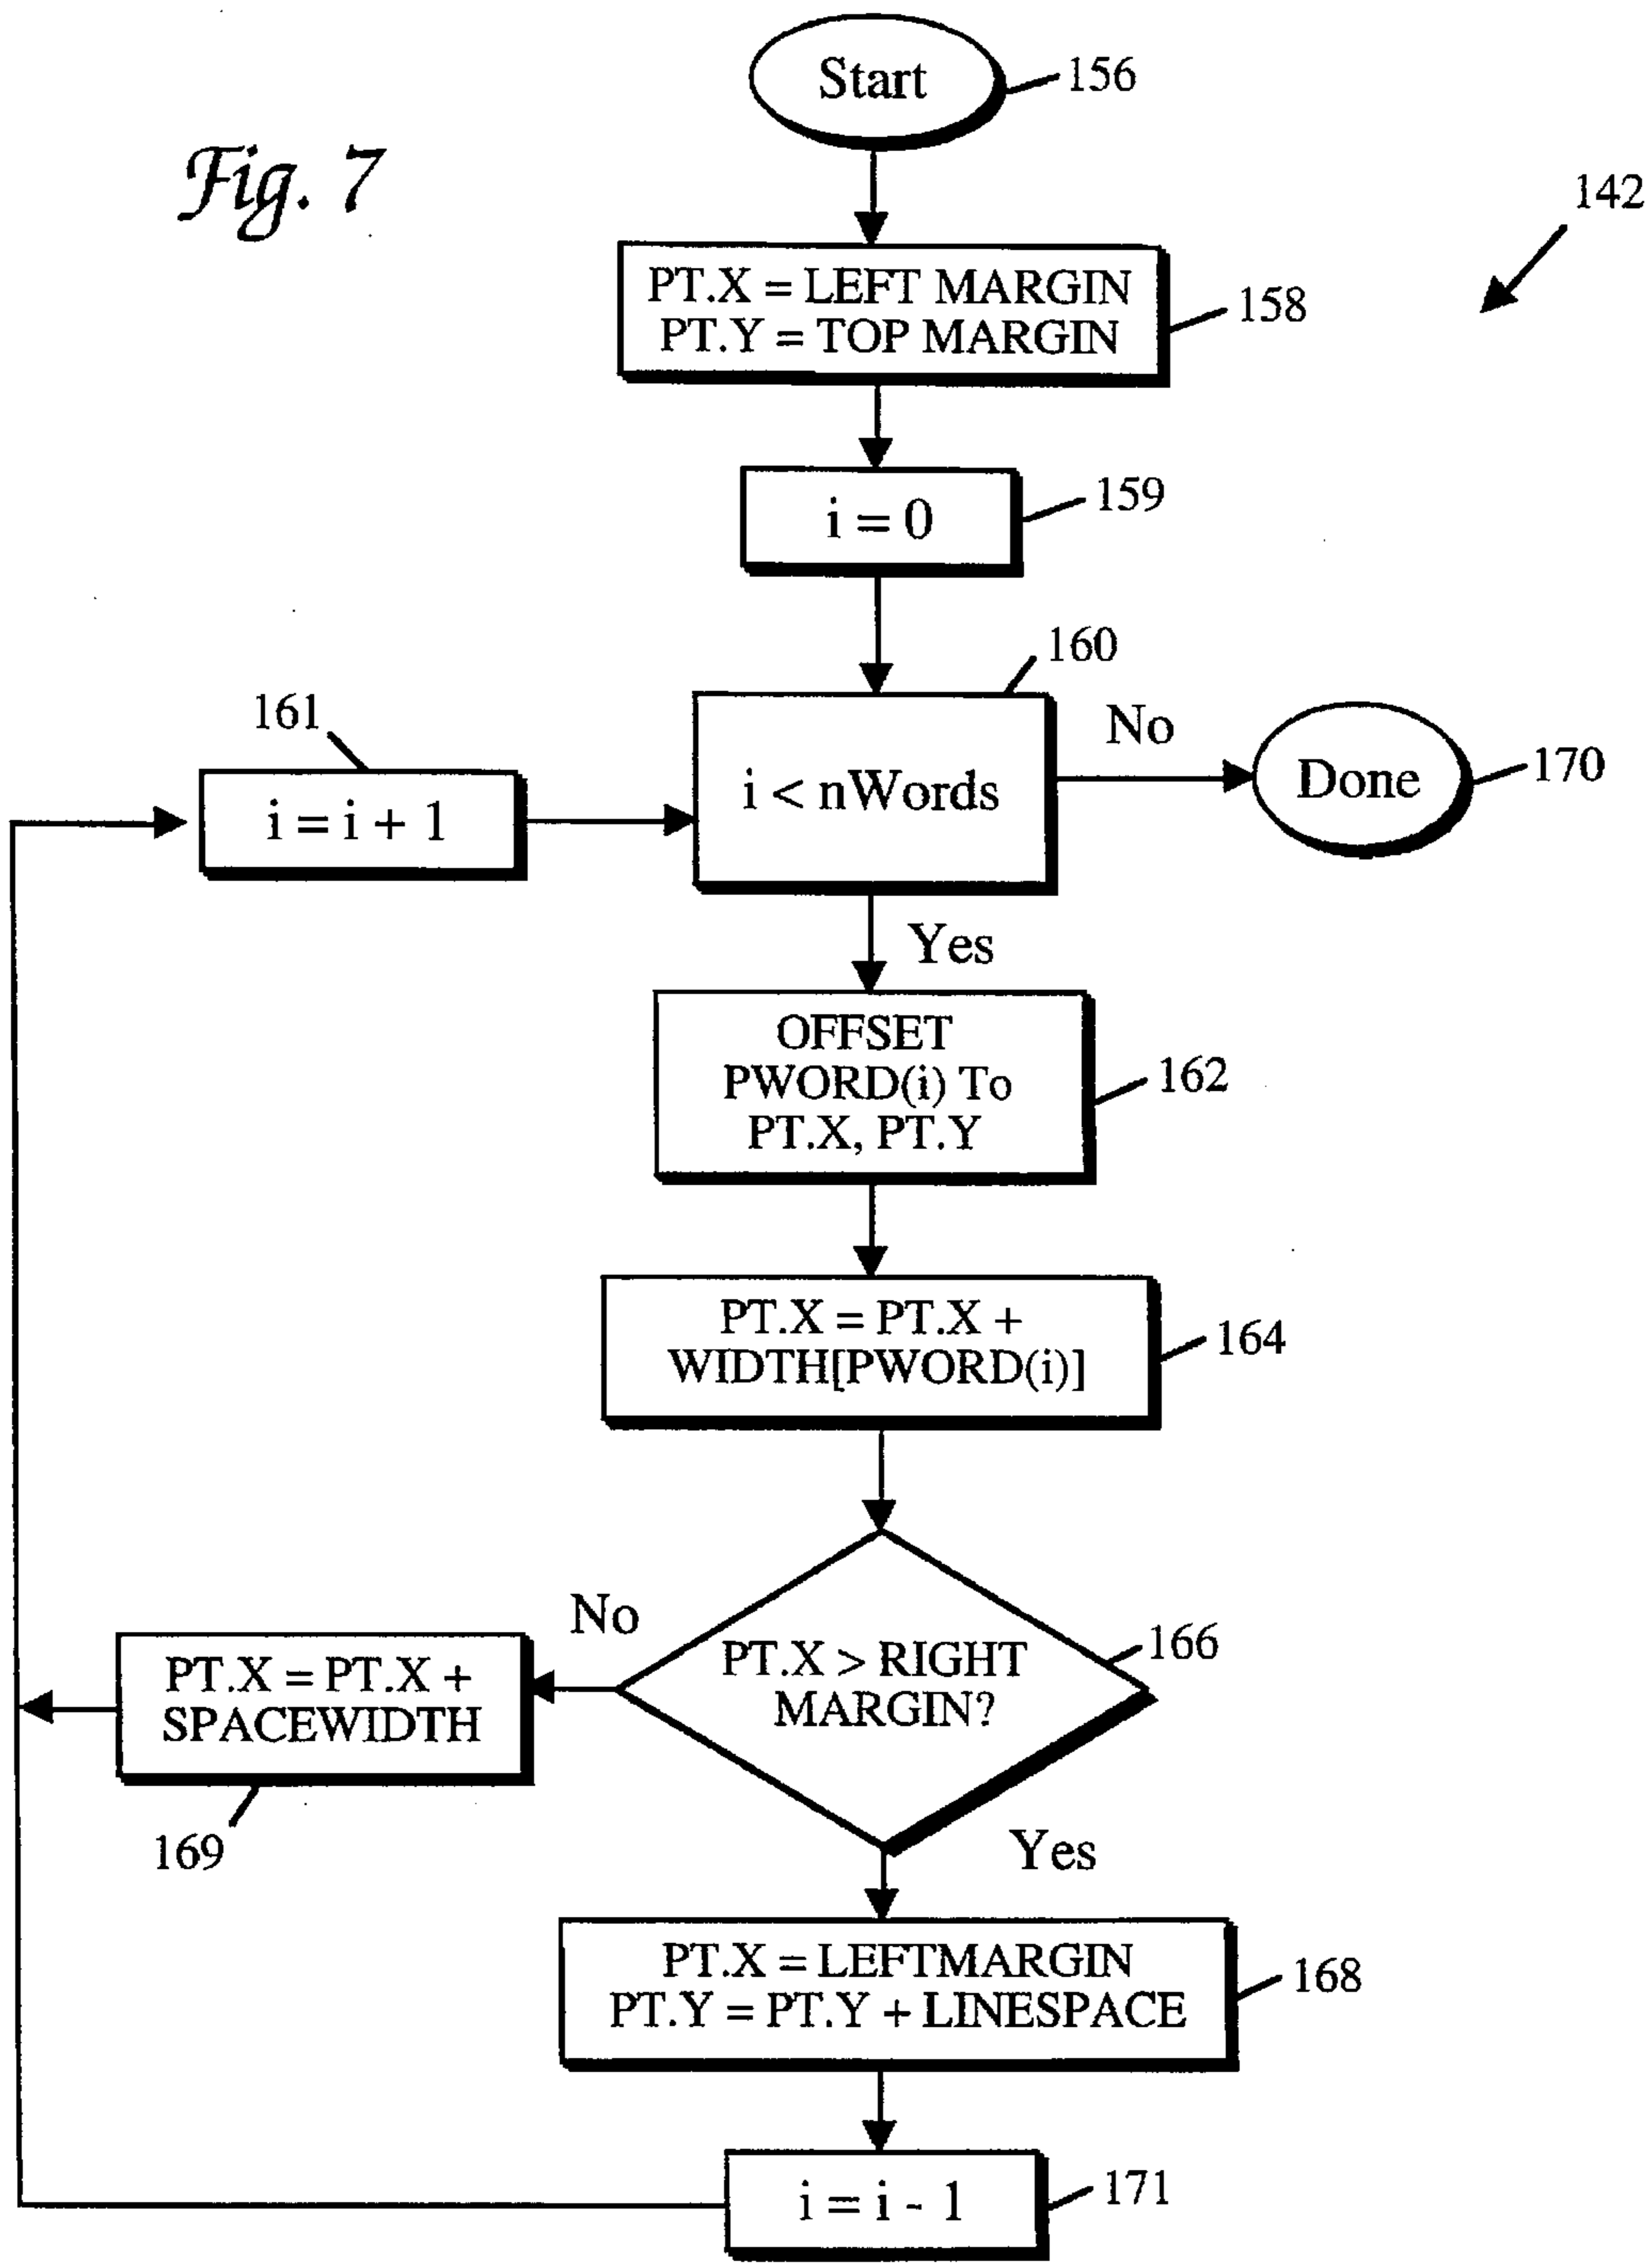 Start
156
Fig. 7
142
PT.X = LEFT MARGIN
PT.Y = TOP MARGIN
158
i = 0
159
160
161
i < nWords
No
Done
170
i = i + 1
Yes
OFFSET
PWORD(i) To
PT.X, PT.Y
162
PT.X = PT.X +
WIDTH[PWORD(i)]
164
No
PT.X > RIGHT
MARGIN?
166
PT.X = PT.X +
SPACEWIDTH
169
Yes
PT.X = LEFTMARGIN
PT.Y = PT.Y + LINESPACE
168
i = i - 1
171